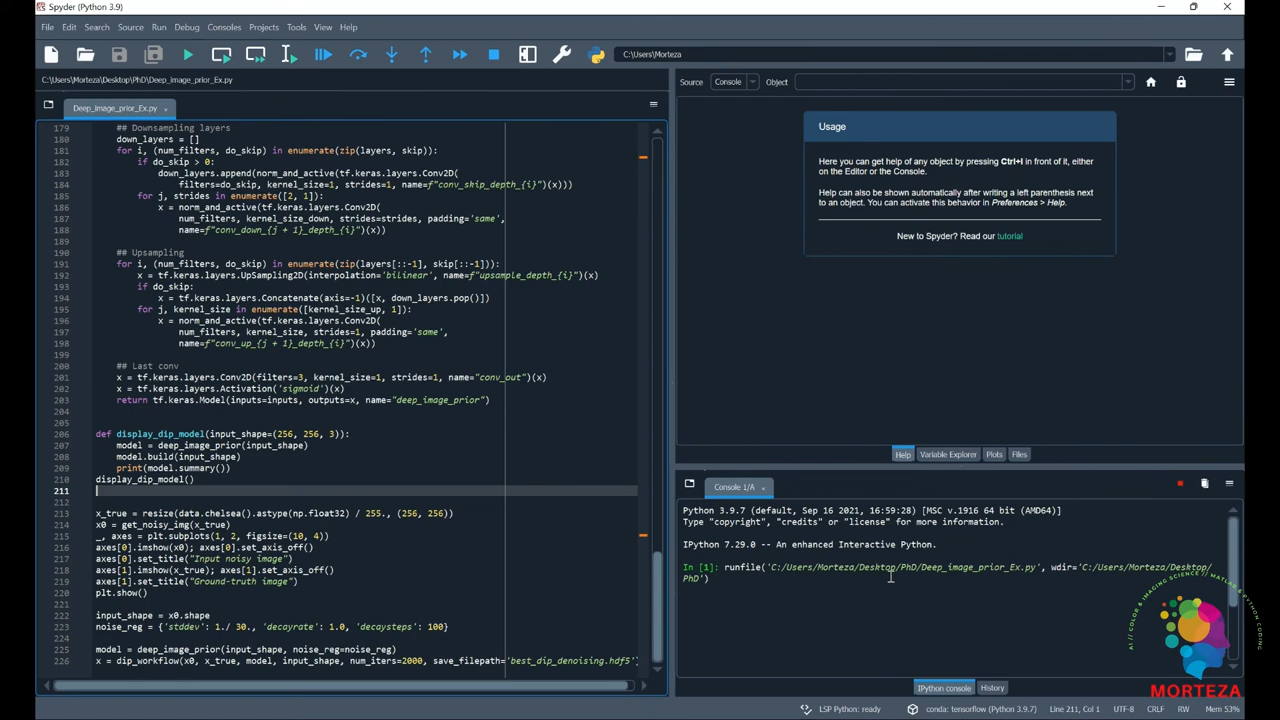 Spyder (Python 3.9)
File Edit Search Source Run Debug Consoles Projects Tools View Help
C:\Users\Morteza
C:\Users\Morteza\Desktop\PhD\Deep_image_prior_Ex.py
Deep_image_prior_Ex.py
179 ## Downsampling layers
180 down_layers = []
181 for i, (num_filters, do_skip) in enumerate(zip(layers, skip)):
182 if do_skip > 0:
183 down_layers.append(norm_and_active(tf.keras.layers.Conv2D(
184 filters=do_skip, kernel_size=1, strides=1, name=f"conv_skip_depth_{i}")(x)))
185 for j, strides in enumerate([2, 1]):
186 x = norm_and_active(tf.keras.layers.Conv2D(
187 num_filters, kernel_size_down, strides=strides, padding='same',
188 name=f"conv_down_{j + 1}_depth_{i}")(x))
189
190 ## Upsampling
191 for i, (num_filters, do_skip) in enumerate(zip(layers[::-1], skip[::-1])):
192 x = tf.keras.layers.UpSampling2D(interpolation='bilinear', name=f"upsample_depth_{i}")(x)
193 if do_skip:
194 x = tf.keras.layers.Concatenate(axis=-1)([x, down_layers.pop()])
195 for j, kernel_size in enumerate([kernel_size_up, 1]):
196 x = norm_and_active(tf.keras.layers.Conv2D(
197 num_filters, kernel_size, strides=1, padding='same',
198 name=f"conv_up_{j + 1}_depth_{i}")(x))
199
200 ## Last conv
201 x = tf.keras.layers.Conv2D(filters=3, kernel_size=1, strides=1, name="conv_out")(x)
202 x = tf.keras.layers.Activation('sigmoid')(x)
203 return tf.keras.Model(inputs=inputs, outputs=x, name="deep_image_prior")
204
205
206 def display_dip_model(input_shape=(256, 256, 3)):
207 model = deep_image_prior(input_shape)
208 model.build(input_shape)
209 print(model.summary())
210 display_dip_model()
211
212
213 x_true = resize(data.chelsea().astype(np.float32) / 255., (256, 256))
214 x0 = get_noisy_img(x_true)
215 _, axes = plt.subplots(1, 2, figsize=(10, 4))
216 axes[0].imshow(x0); axes[0].set_axis_off()
217 axes[0].set_title("Input noisy image")
218 axes[1].imshow(x_true); axes[1].set_axis_off()
219 axes[1].set_title("Ground-truth image")
220 plt.show()
221
222 input_shape = x0.shape
223 noise_reg = {'stddev': 1./ 30., 'decayrate': 1.0, 'decaysteps': 100}
224
225 model = deep_image_prior(input_shape, noise_reg=noise_reg)
226 x = dip_workflow(x0, x_true, model, input_shape, num_iters=2000, save_filepath='best_dip_denoising.hdf5')
Source Console Object
Usage
Here you can get help of any object by pressing Ctrl+I in front of it, either
on the Editor or the Console.
Help can also be shown automatically after writing a left parenthesis next
to an object. You can activate this behavior in Preferences > Help.
New to Spyder? Read our tutorial
Help Variable Explorer Plots Files
Console 1/A
Python 3.9.7 (default, Sep 16 2021, 16:59:28) [MSC v.1916 64 bit (AMD64)]
Type "copyright", "credits" or "license" for more information.
IPython 7.29.0 -- An enhanced Interactive Python.
In [1]: runfile('C:/Users/Morteza/Desktop/PhD/Deep_image_prior_Ex.py', wdir='C:/Users/Morteza/Desktop/
PhD')
AI // COLOR & IMAGING SCIENCE // MATLAB & PYTHON CODING
MORTEZA
IPython console History
LSP Python: ready conda: tensorflow (Python 3.9.7) Line 211, Col 1 UTF-8 CRLF RW Mem 53%